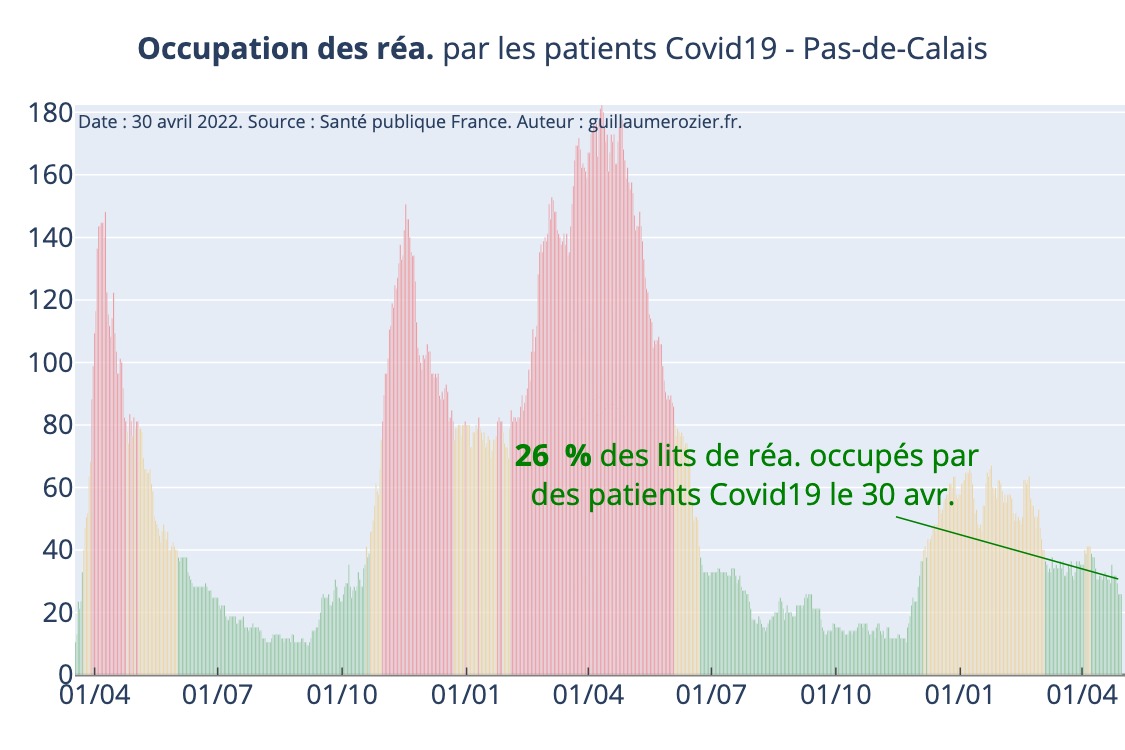 Occupation des réa. par les patients Covid19 - Pas-de-Calais
180
Date : 30 avril 2022. Source : Santé publique France. Auteur : guillaumerozier.fr.
160
140
120
100
80
26 % des lits de réa. occupés par
des patients Covid19 le 30 avr.
60
40
20
0
01/04 01/07 01/10 01/01 01/04 01/07 01/10 01/01 01/04